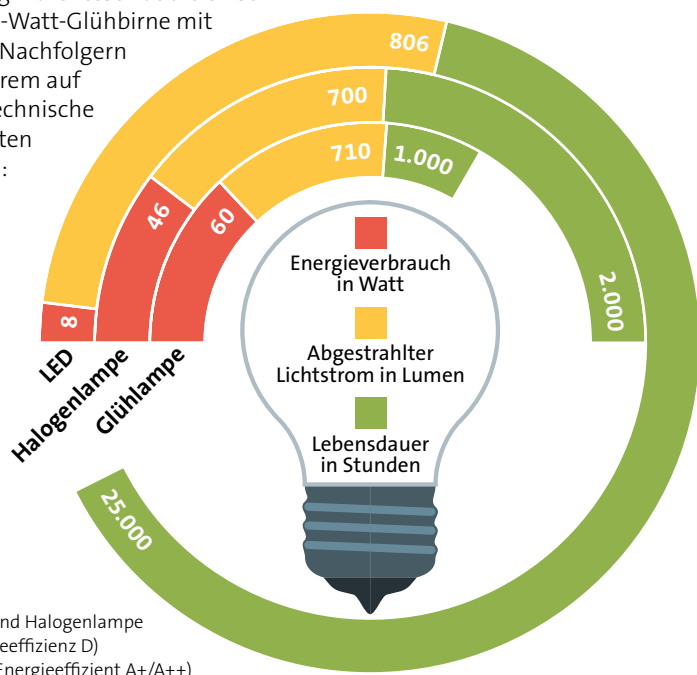 -Watt-Glühbirne mit
Nachfolgern
rem auf
echnische
ten
:
806
700
710
1.000
46
60
8
2.000
25.000
LED
Halogenlampe
Glühlampe
Energieverbrauch
in Watt
Abgestrahlter
Lichtstrom in Lumen
Lebensdauer
in Stunden
nd Halogenlampe
eeffizienz D)
Energieeffizient A+/A++)